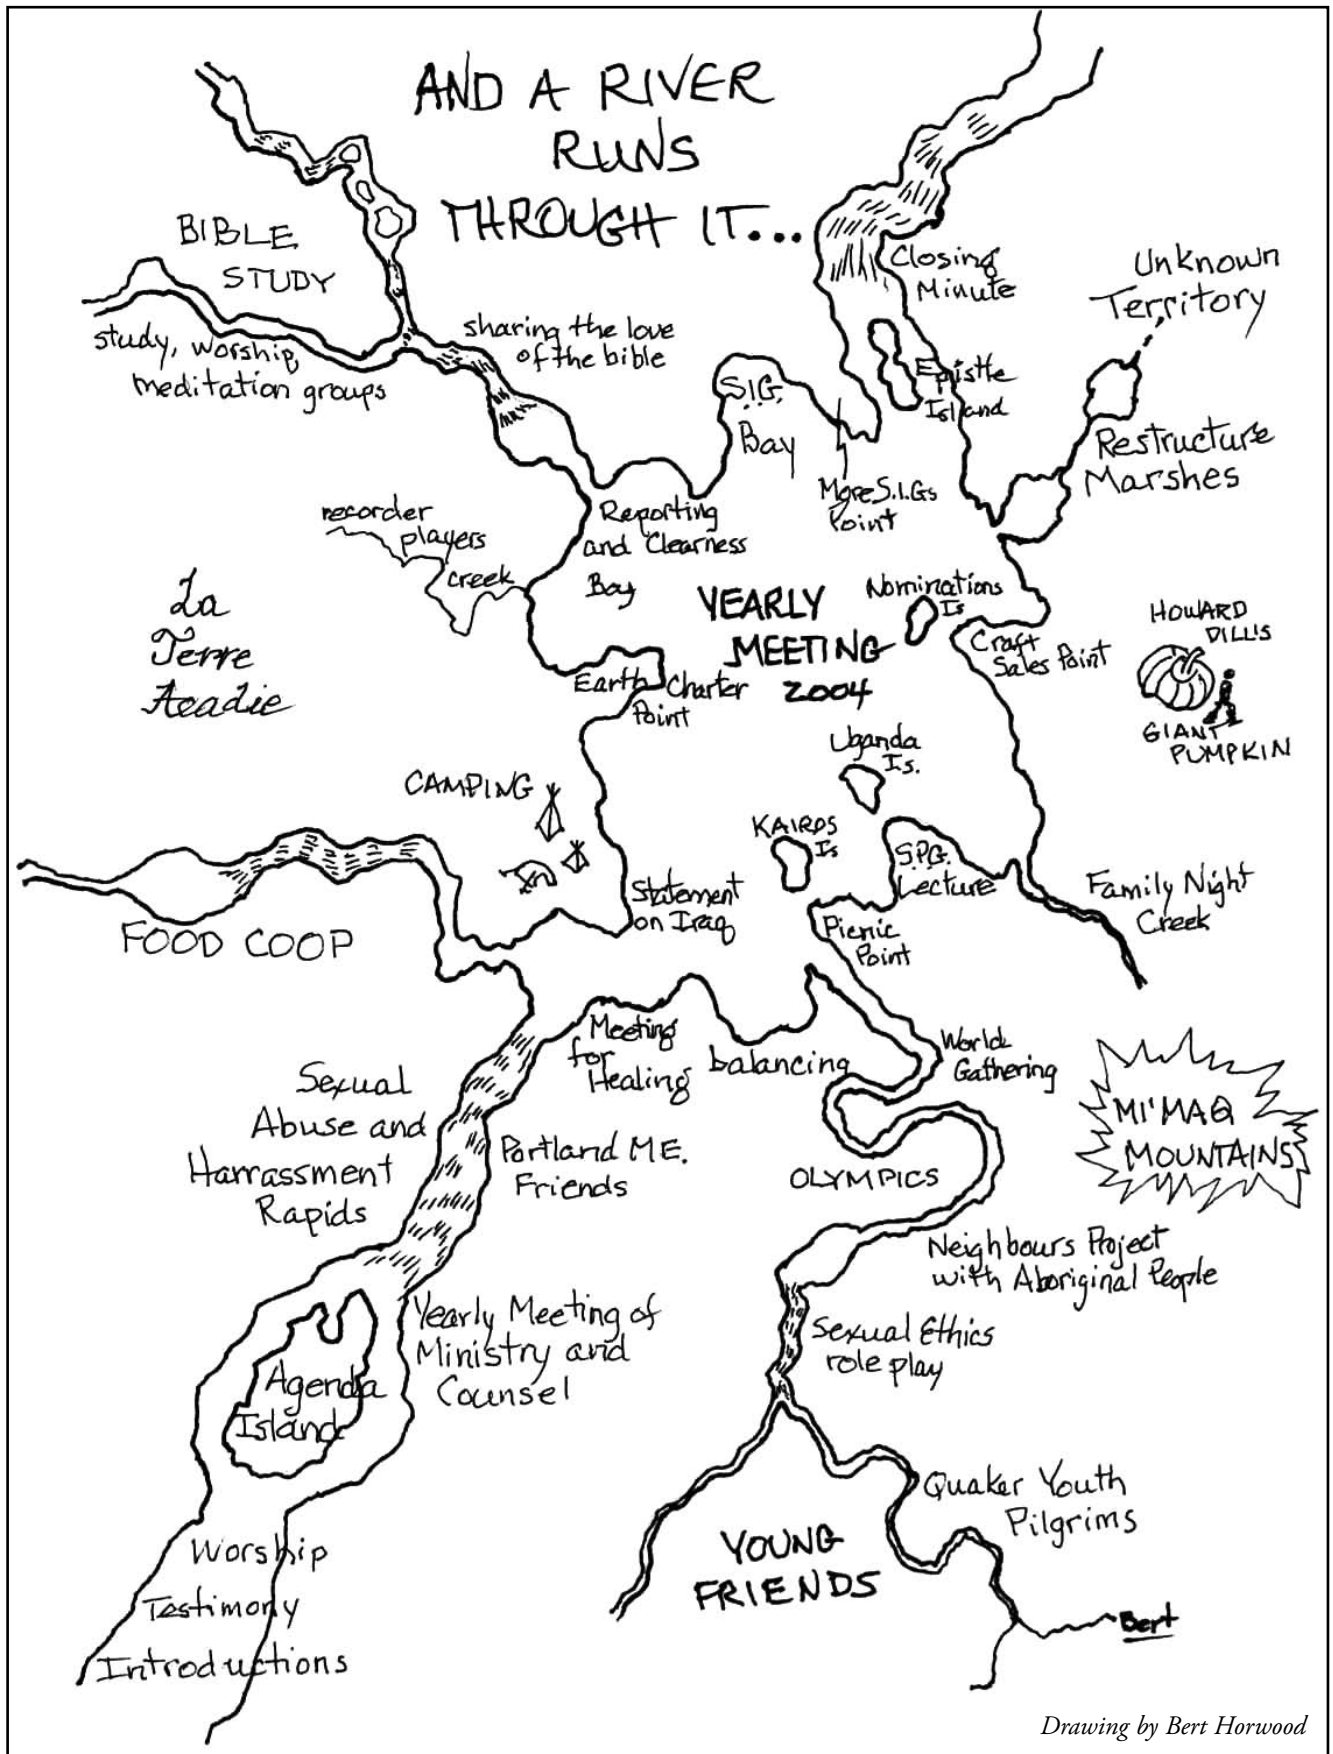 AND A RIVER
RUNS
THROUGH IT...
BIBLE
STUDY
study, worship,
meditation groups
sharing the love
of the bible
Closing
Minute
Unknown
Territory
Epistle
Island
S.I.G.
Bay
More S.I.Gs
Point
Restructure
Marshes
recorder
players
creek
Reporting
and Clearness
Bay
La
Terre
Acadie
YEARLY
MEETING
2004
Nominations
Is
Craft
Sales Point
HOWARD
DILL'S
GIANT
PUMPKIN
Earth Charter
Point
Uganda
Is.
CAMPING
KAIROS
Is
S.P.G.
Lecture
Statement
on Iraq
Picnic
Point
Family Night
Creek
FOOD COOP
Meeting
for
Healing
balancing
World
Gathering
MI'MAQ
MOUNTAINS
Sexual
Abuse and
Harrassment
Rapids
Portland ME.
Friends
OLYMPICS
Neighbours Project
with Aboriginal People
Yearly Meeting of
Ministry and
Counsel
Sexual Ethics
role play
Agenda
Island
Quaker Youth
Pilgrims
YOUNG
FRIENDS
Worship
Testimony
Introductions
Bert
Drawing by Bert Horwood